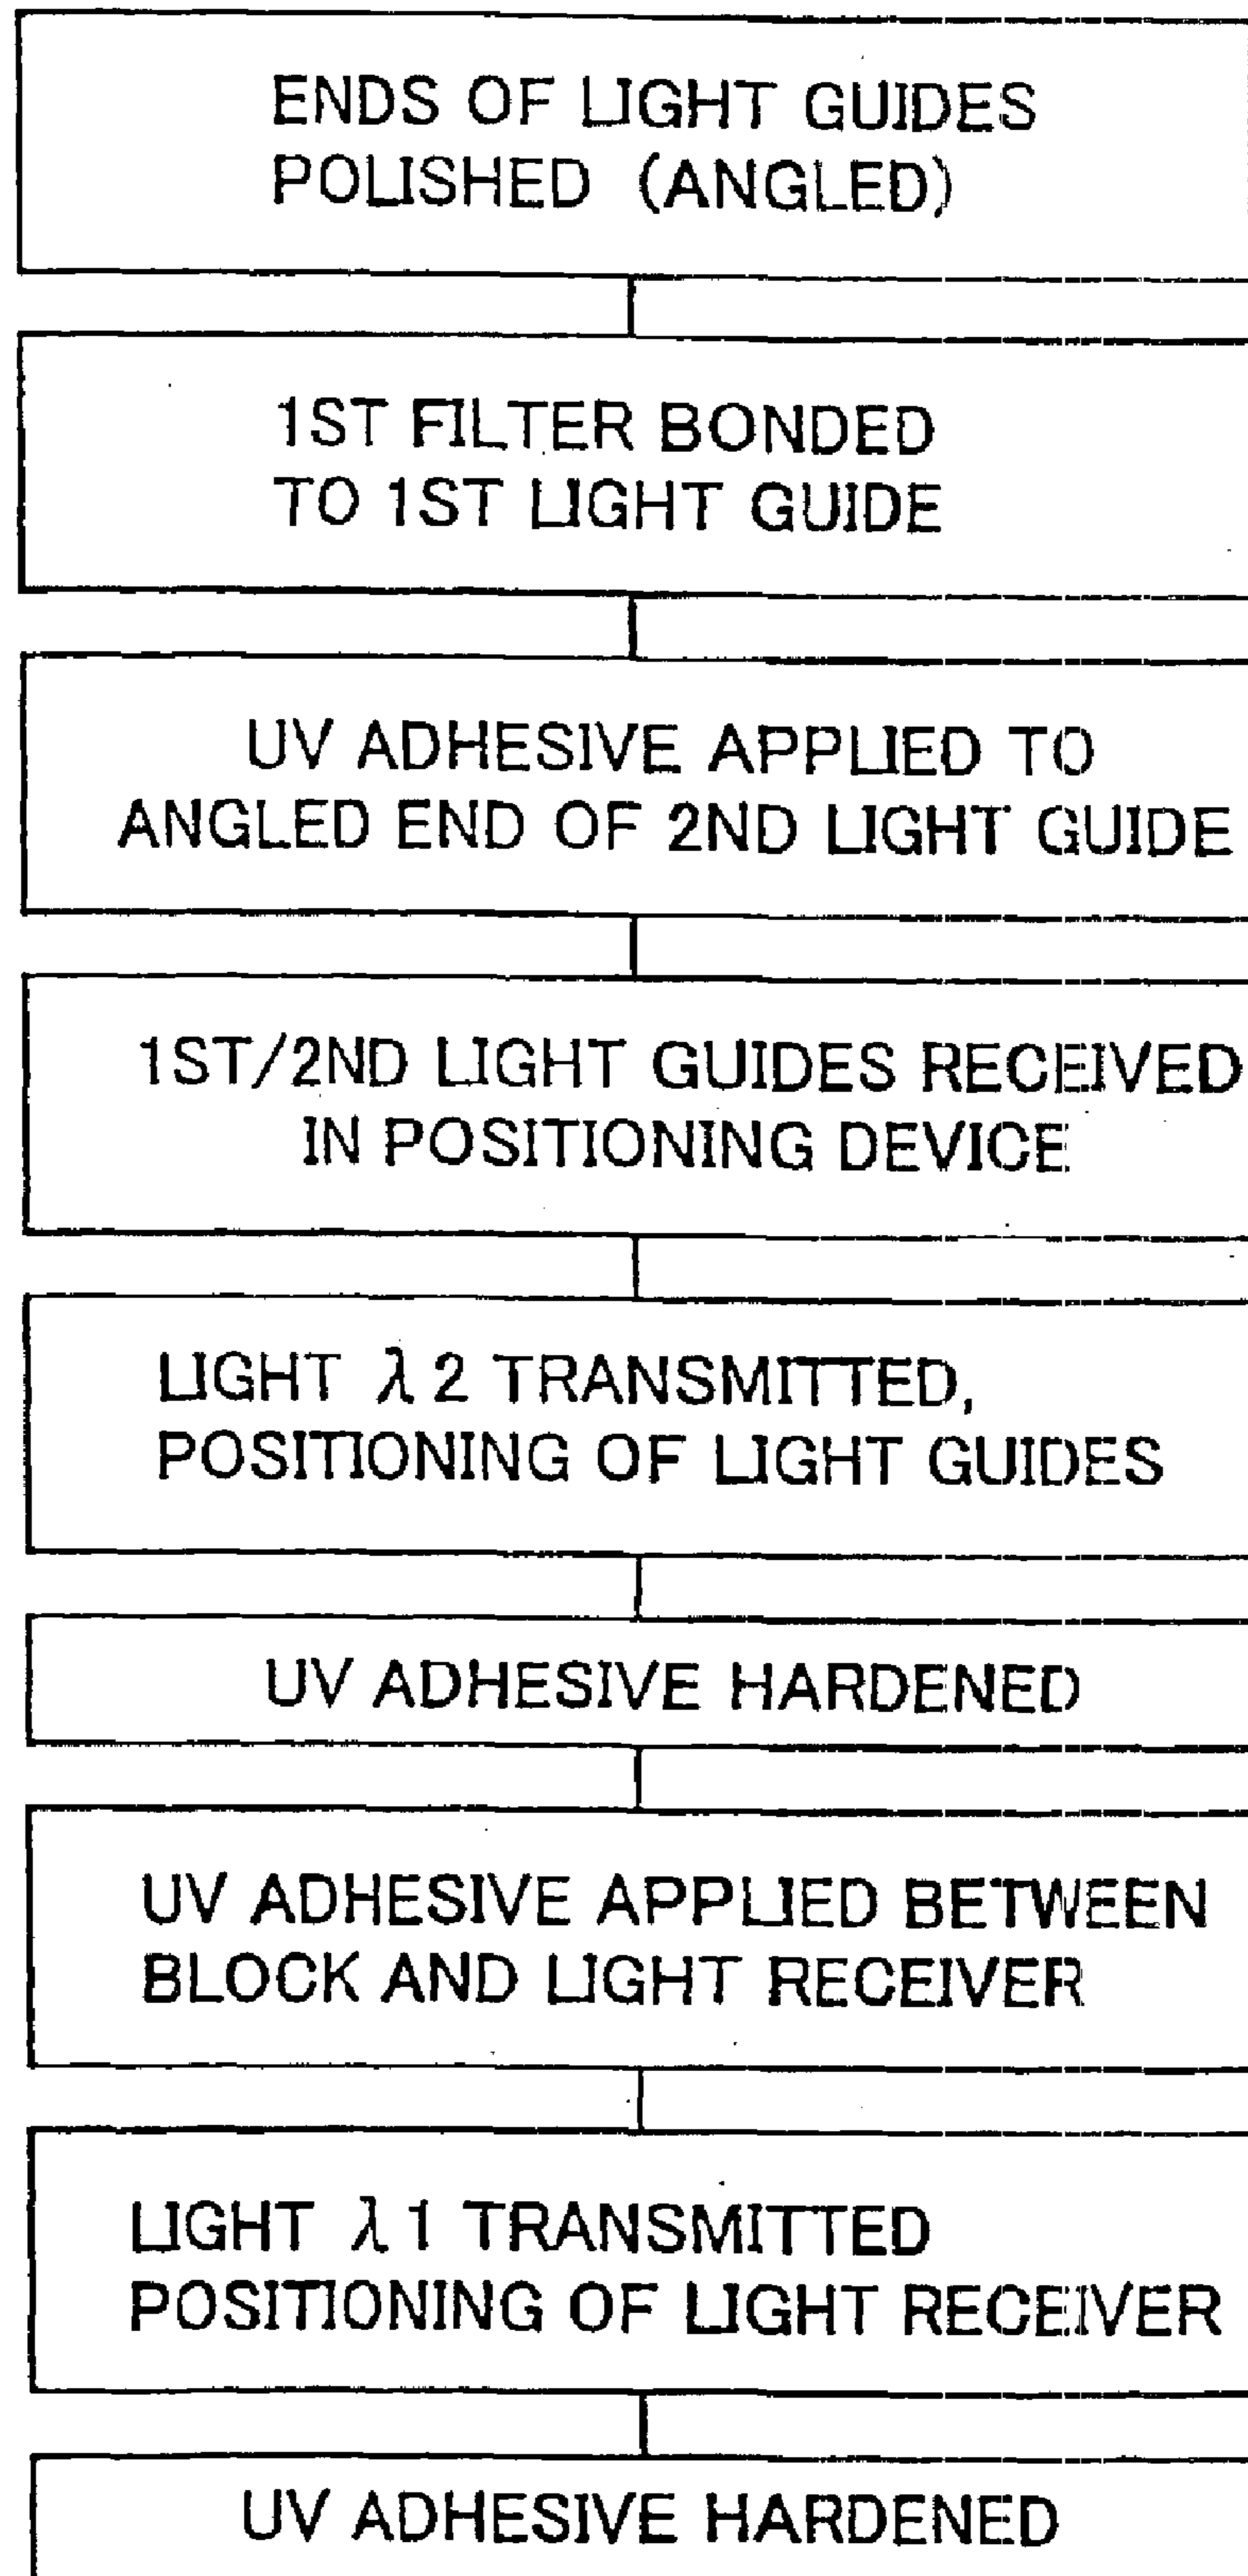 ENDS OF LIGHT GUIDES
POLISHED (ANGLED)
1ST FILTER BONDED
TO 1ST LIGHT GUIDE
UV ADHESIVE APPLIED TO
ANGLED END OF 2ND LIGHT GUIDE
1ST/2ND LIGHT GUIDES RECEIVED
IN POSITIONING DEVICE
LIGHT λ2 TRANSMITTED,
POSITIONING OF LIGHT GUIDES
UV ADHESIVE HARDENED
UV ADHESIVE APPLIED BETWEEN
BLOCK AND LIGHT RECEIVER
LIGHT λ1 TRANSMITTED
POSITIONING OF LIGHT RECEIVER
UV ADHESIVE HARDENED